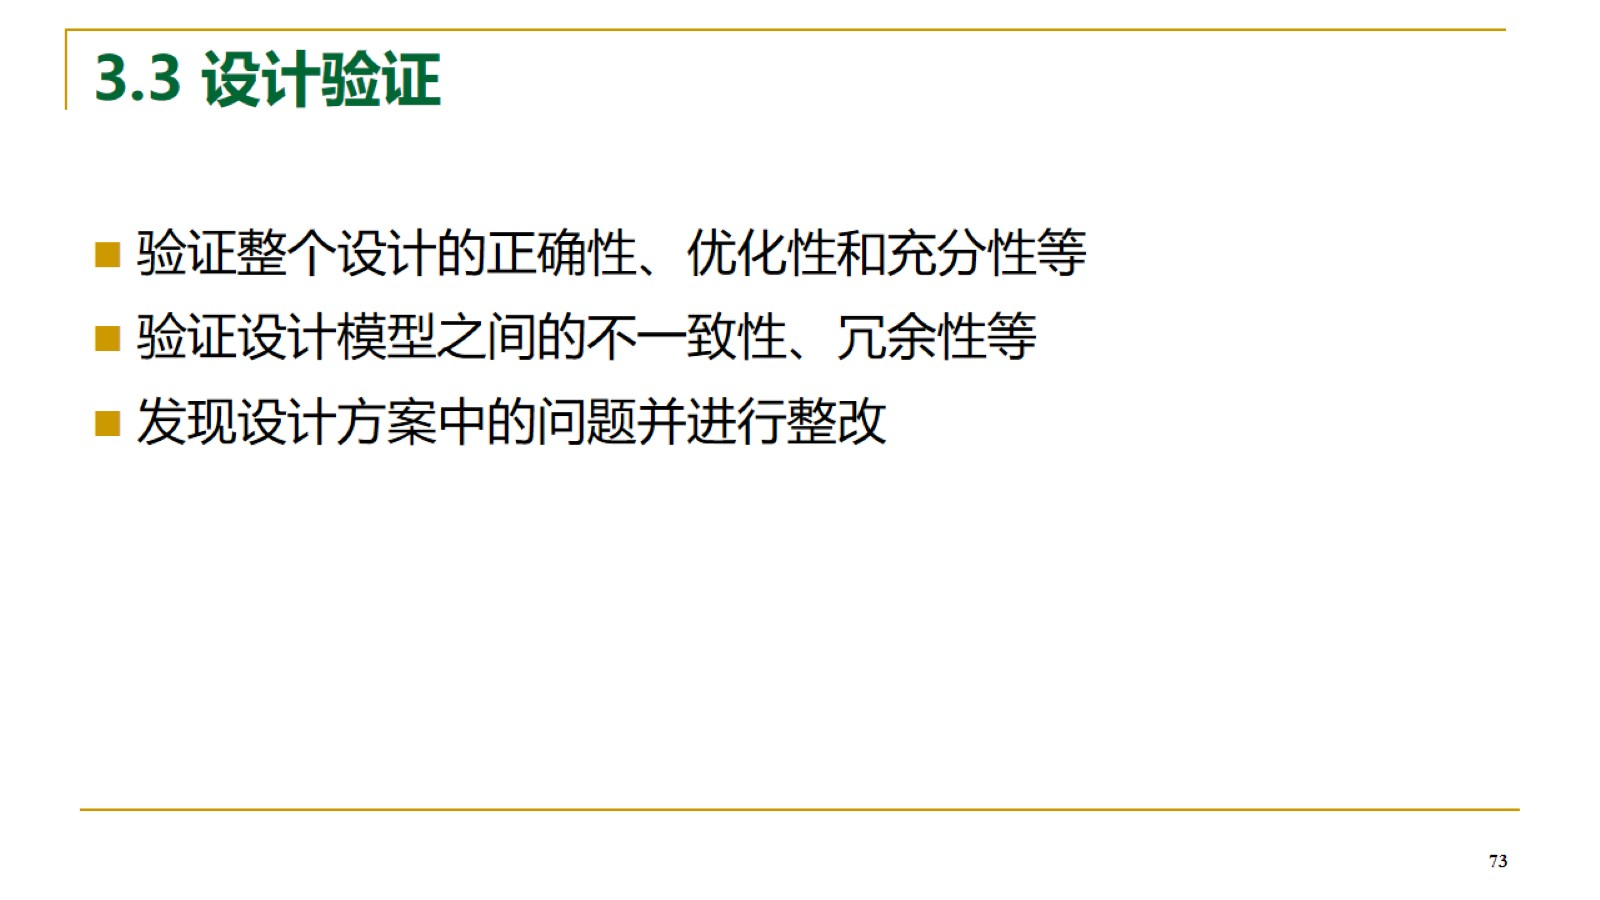 3.3 设计验证
验证整个设计的正确性、优化性和充分性等
验证设计模型之间的不一致性、冗余性等
发现设计方案中的问题并进行整改
73